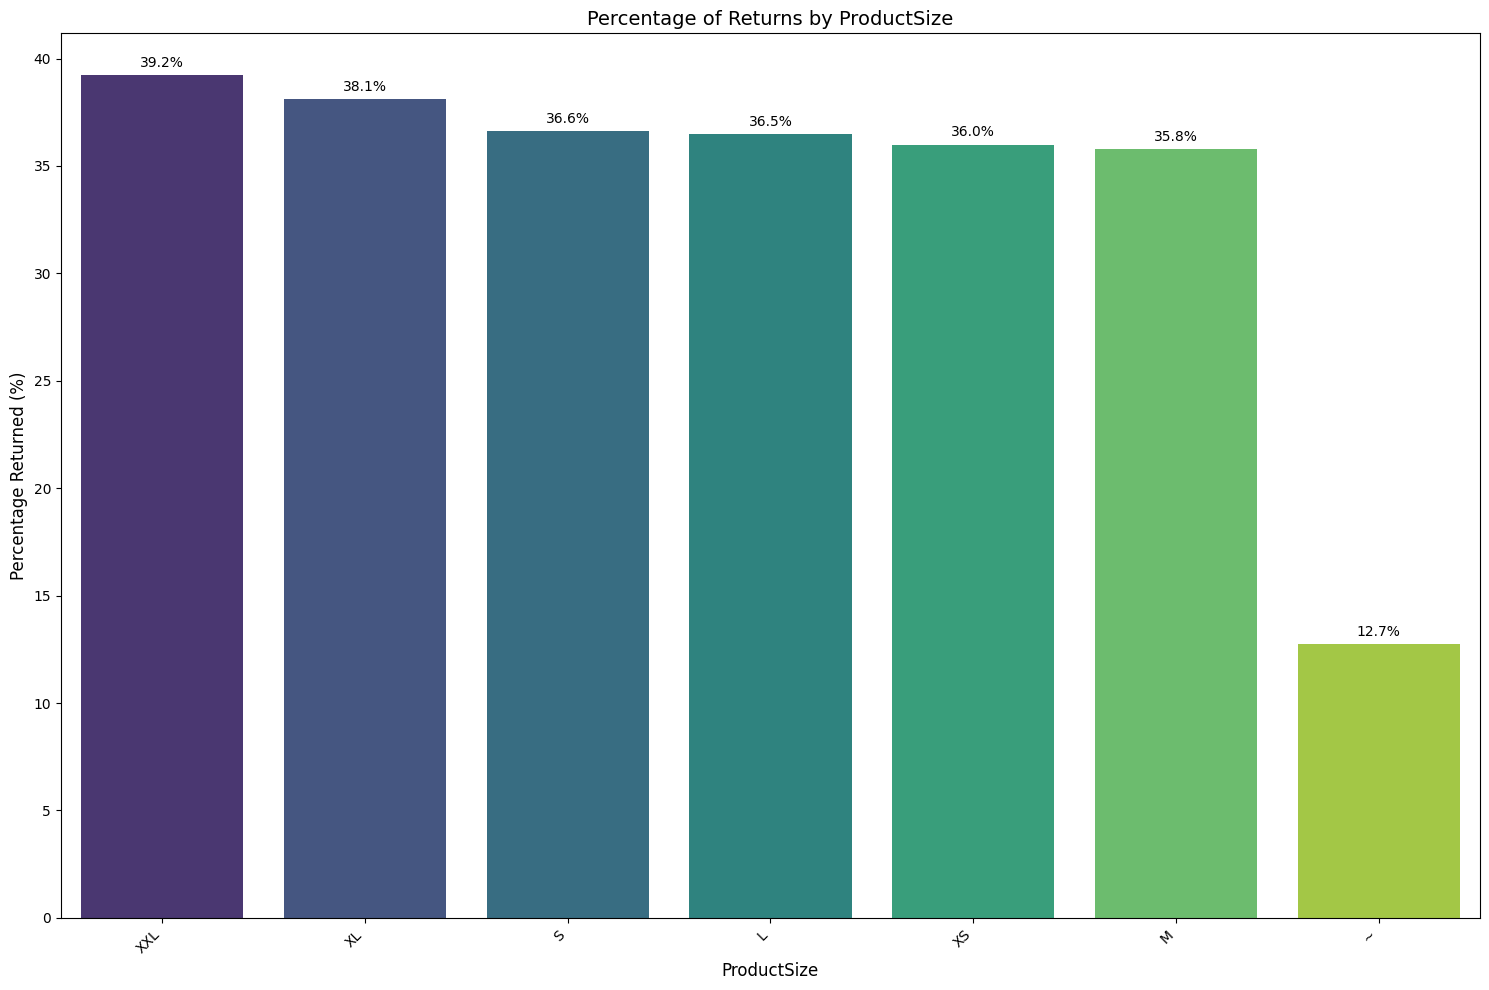 Percentage of Returns by ProductSize
Percentage Returned (%)
40
35
30
25
20
15
10
5
0
39.2%
38.1%
36.6%
36.5%
36.0%
35.8%
12.7%
XXL
XL
S
L
XS
M
~
ProductSize